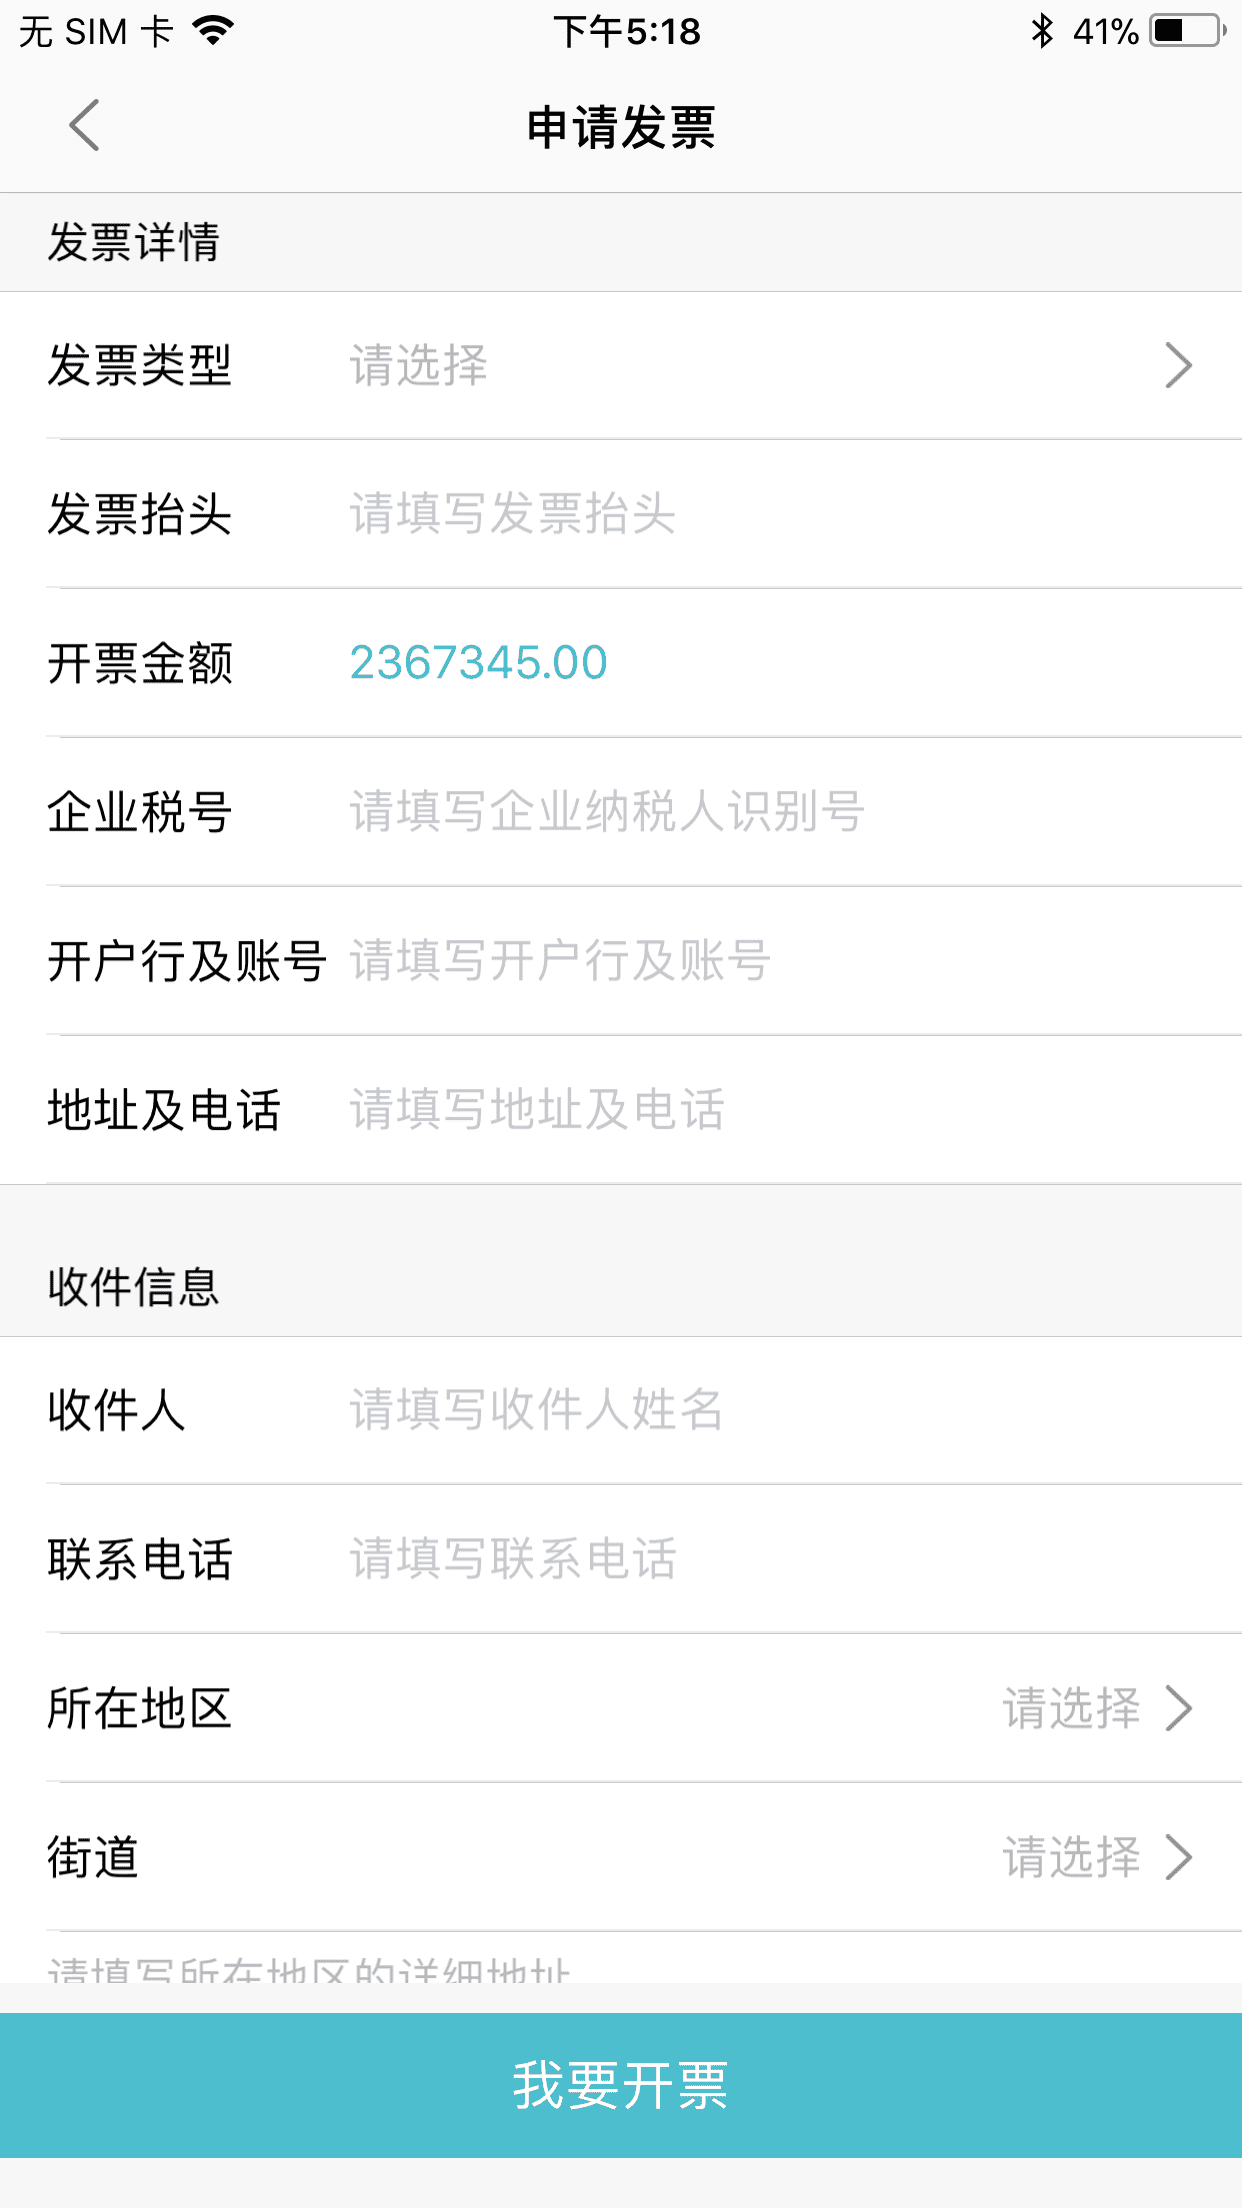 无 SIM 卡 下午5:18 41%
申请发票
发票详情
发票类型 请选择
发票抬头 请填写发票抬头
开票金额 2367345.00
企业税号 请填写企业纳税人识别号
开户行及账号 请填写开户行及账号
地址及电话 请填写地址及电话
收件信息
收件人 请填写收件人姓名
联系电话 请填写联系电话
所在地区 请选择
街道 请选择
请填写所在地区的详细地址
我要开票